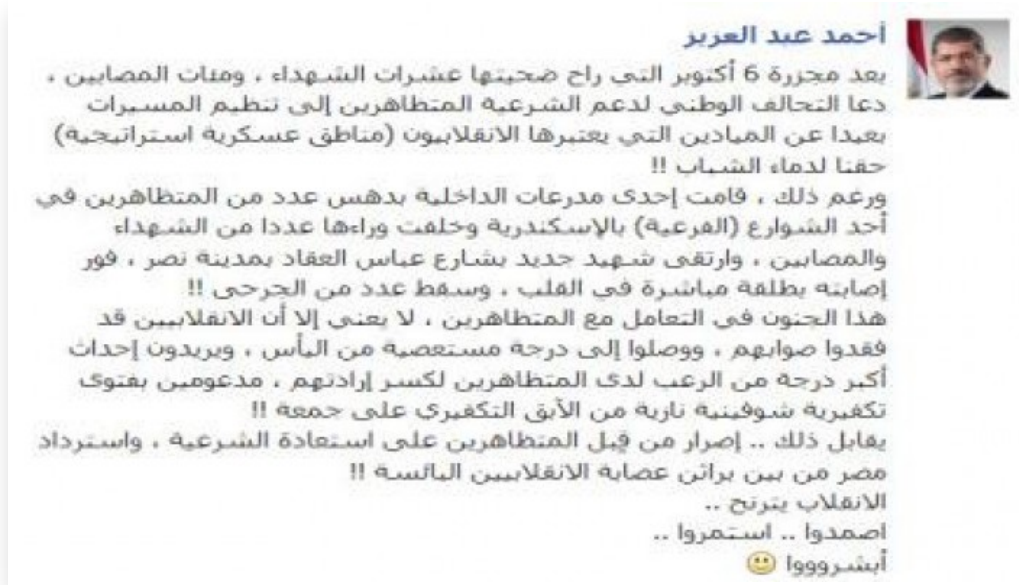 أحمد عبد العزيز
بعد مجزرة 6 أكتوبر التي راح ضحيتها عشرات الشهداء ، ومئات المصابين ،
دعا التحالف الوطني لدعم الشرعية المتظاهرين إلى تنظيم المسيرات
بعيدا عن الميادين التي يعتبرها الانقلابيون (مناطق عسكرية استراتيجية)
حقنا لدماء الشباب !!
ورغم ذلك ، قامت إحدى مدرعات الداخلية بدهس عدد من المتظاهرين في
أحد الشوارع (الفرعية) بالإسكندرية وخلفت وراءها عددا من الشهداء
والمصابين ، وارتقى شهيد جديد بشارع عباس العقاد بمدينة نصر ، فور
إصابته بطلقة مباشرة في القلب ، وسقط عدد من الجرحى !!
هذا الجنون في التعامل مع المتظاهرين ، لا يعني إلا أن الانقلابيين قد
فقدوا صوابهم ، ووصلوا إلى درجة مستعصية من اليأس ، ويريدون إحداث
أكبر درجة من الرعب لدى المتظاهرين لكسر إرادتهم ، مدعومين بفتوى
تكفيرية شوفينية نارية من الآبق التكفيري على جمعة !!
يقابل ذلك .. إصرار من قِبل المتظاهرين على استعادة الشرعية ، واسترداد
مصر من بين براثن عصابة الانقلابيين البائسة !!
الانقلاب يترنح ..
اصمدوا .. استمروا ..
أبشروووا 🙂